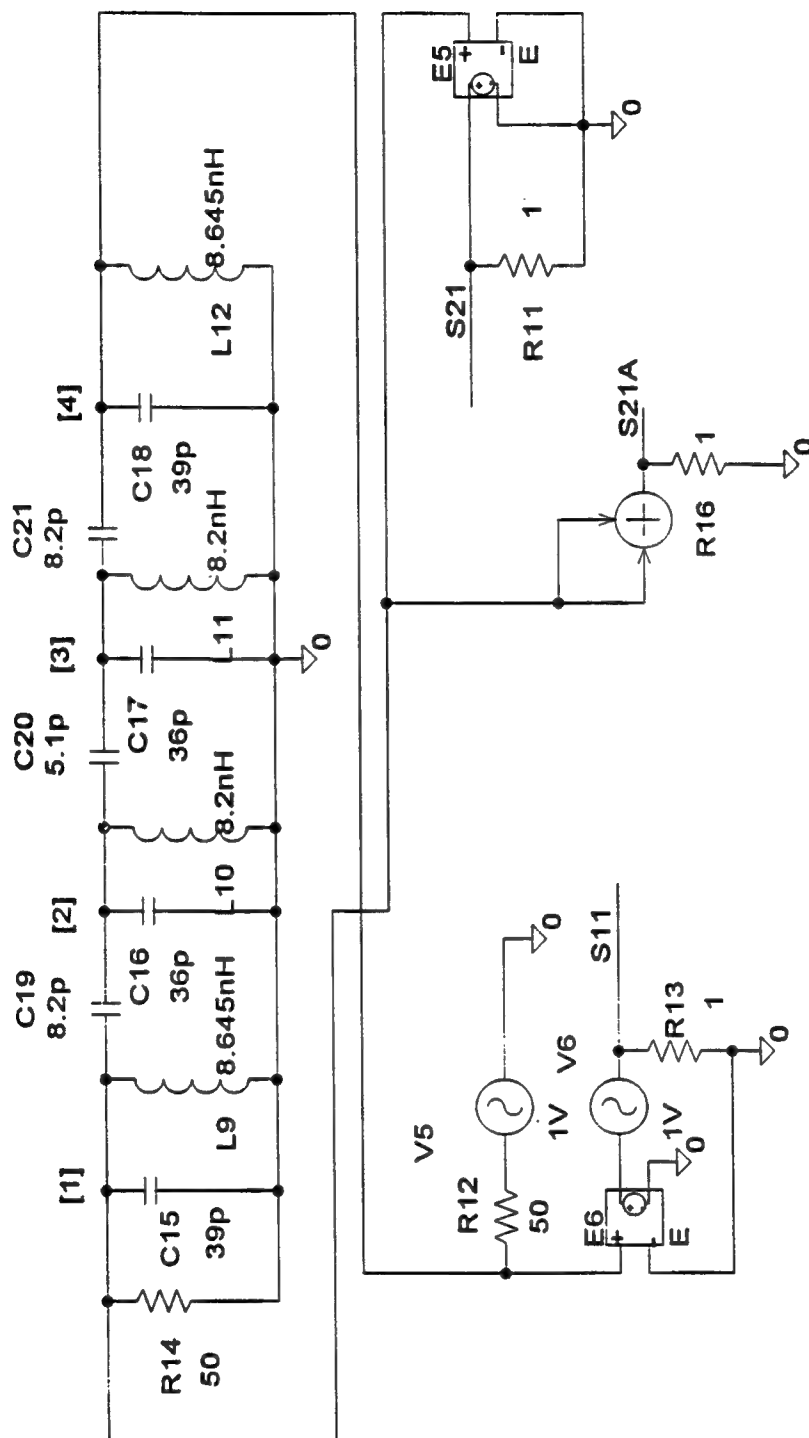 [1]
[2]
[3]
[4]
C19
8.2p
C20
5.1p
C21
8.2p
R14
50
C15
39p
L9
8.645nH
C16
36p
L10
8.2nH
C17
36p
L11
8.2nH
0
C18
39p
L12
8.645nH
V5
R12
50
1V
0
E6
+
-
E
0
V6
1V
S11
R13
1
0
S21A
R16
1
0
S21
R11
1
E5
+
-
E
0